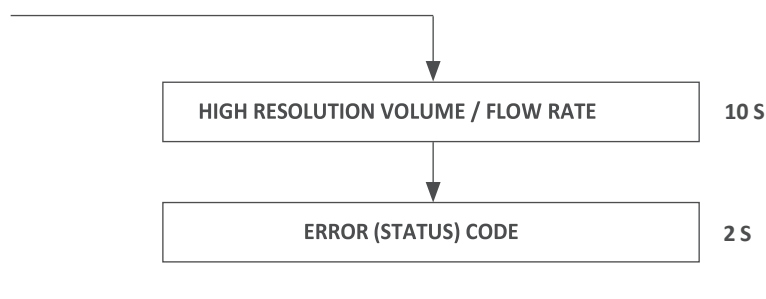 HIGH RESOLUTION VOLUME / FLOW RATE 10 S
ERROR (STATUS) CODE 2 S